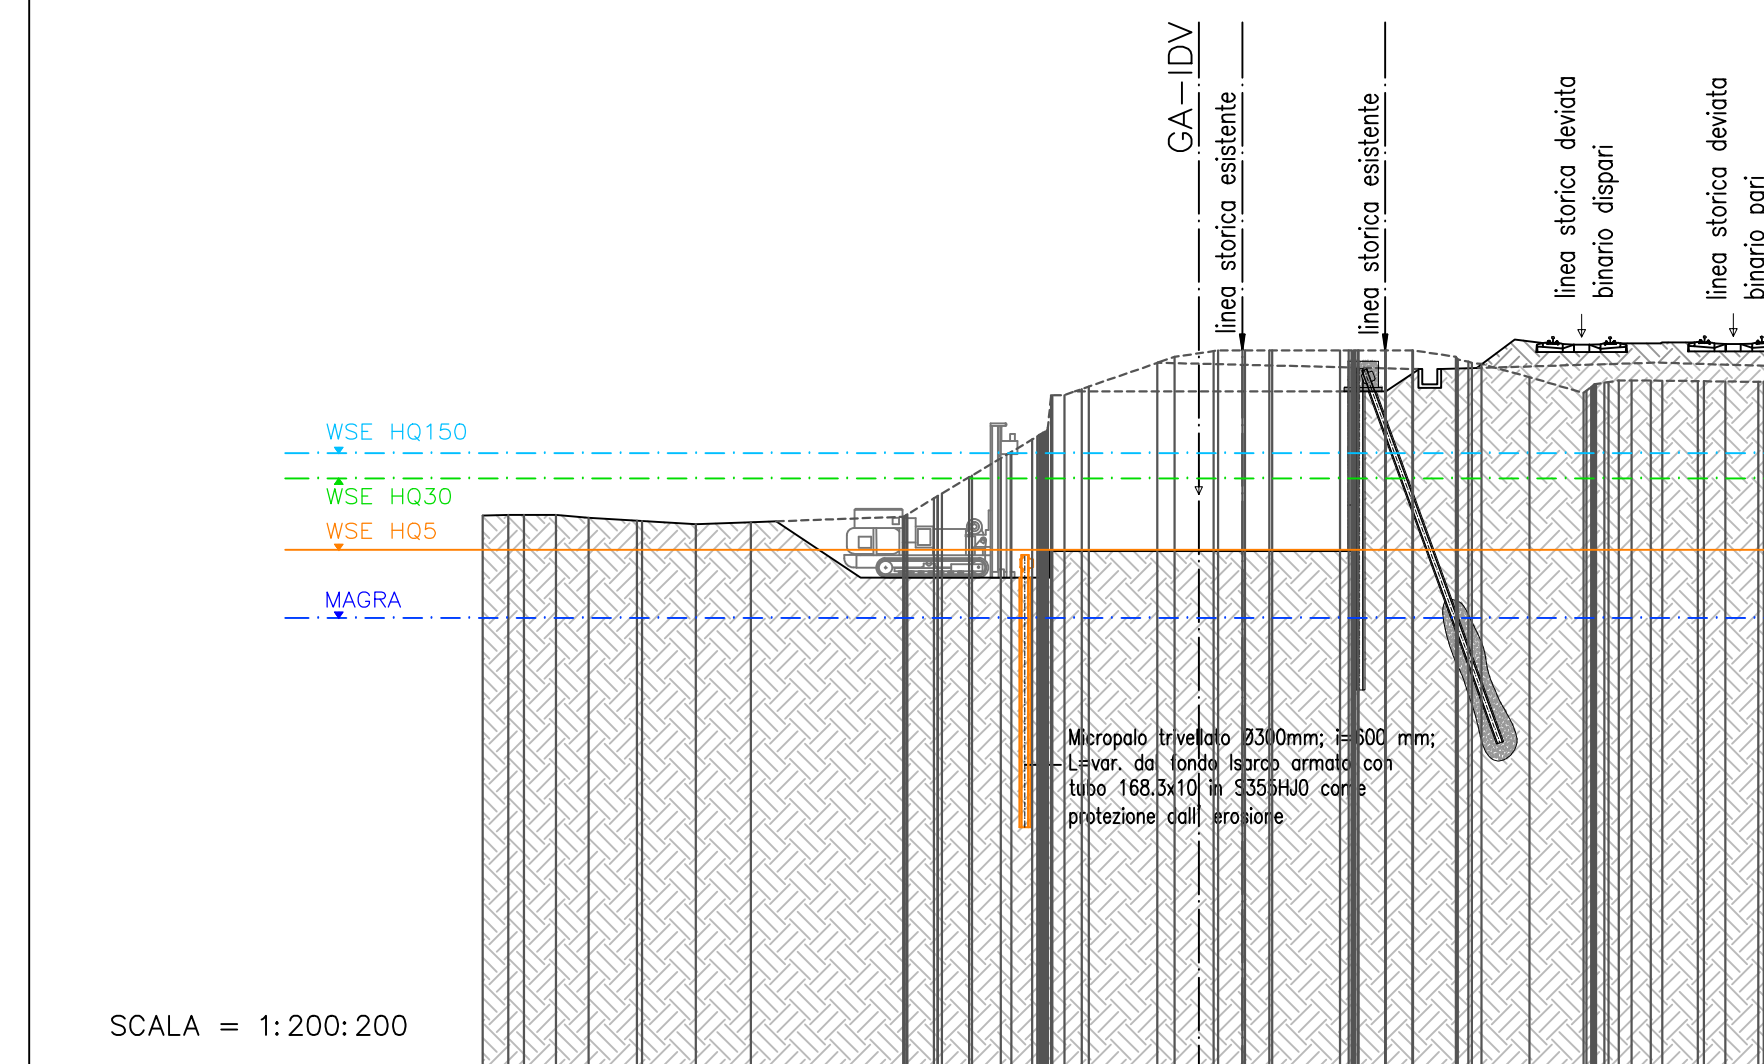 GA-IDV
linea storica esistente
linea storica esistente
linea storica deviata
binario dispari
linea storica deviata
binario pari
WSE HQ150
WSE HQ30
WSE HQ5
MAGRA
Micropalo trivellato Ø300mm; i=600 mm;
L=var. dal fondo Isarco armato con
tubo 168.3x10 in S355HJ0 come
protezione dall' erosione
SCALA = 1:200:200